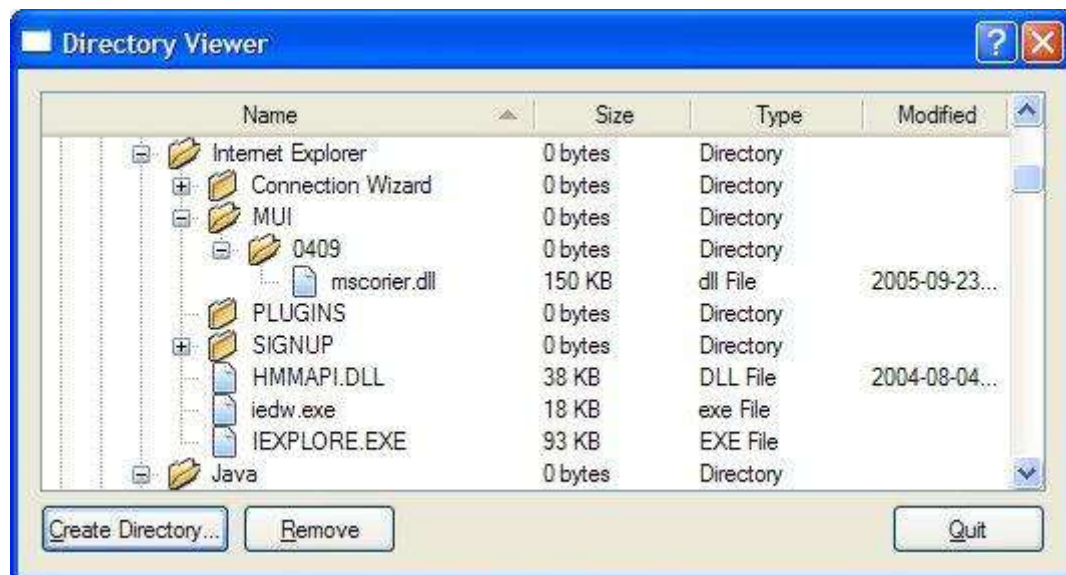 Directory Viewer
Name Size Type Modified
Internet Explorer 0 bytes Directory
Connection Wizard 0 bytes Directory
MUI 0 bytes Directory
0409 0 bytes Directory
mscorier.dll 150 KB dll File 2005-09-23...
PLUGINS 0 bytes Directory
SIGNUP 0 bytes Directory
HMMAPI.DLL 38 KB DLL File 2004-08-04...
iedw.exe 18 KB exe File
IEXPLORE.EXE 93 KB EXE File
Java 0 bytes Directory
Create Directory... Remove Quit